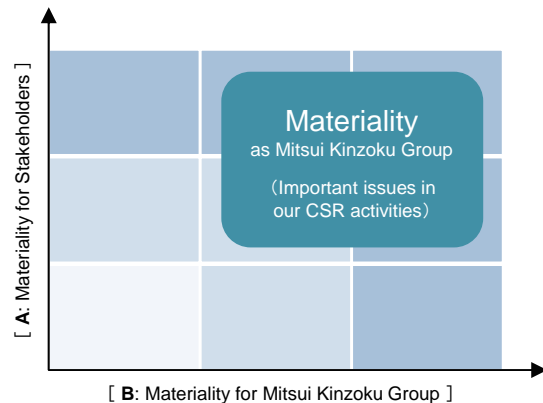 [ A: Materiality for Stakeholders ]
Materiality
as Mitsui Kinzoku Group
（Important issues in
our CSR activities）
[ B: Materiality for Mitsui Kinzoku Group ]